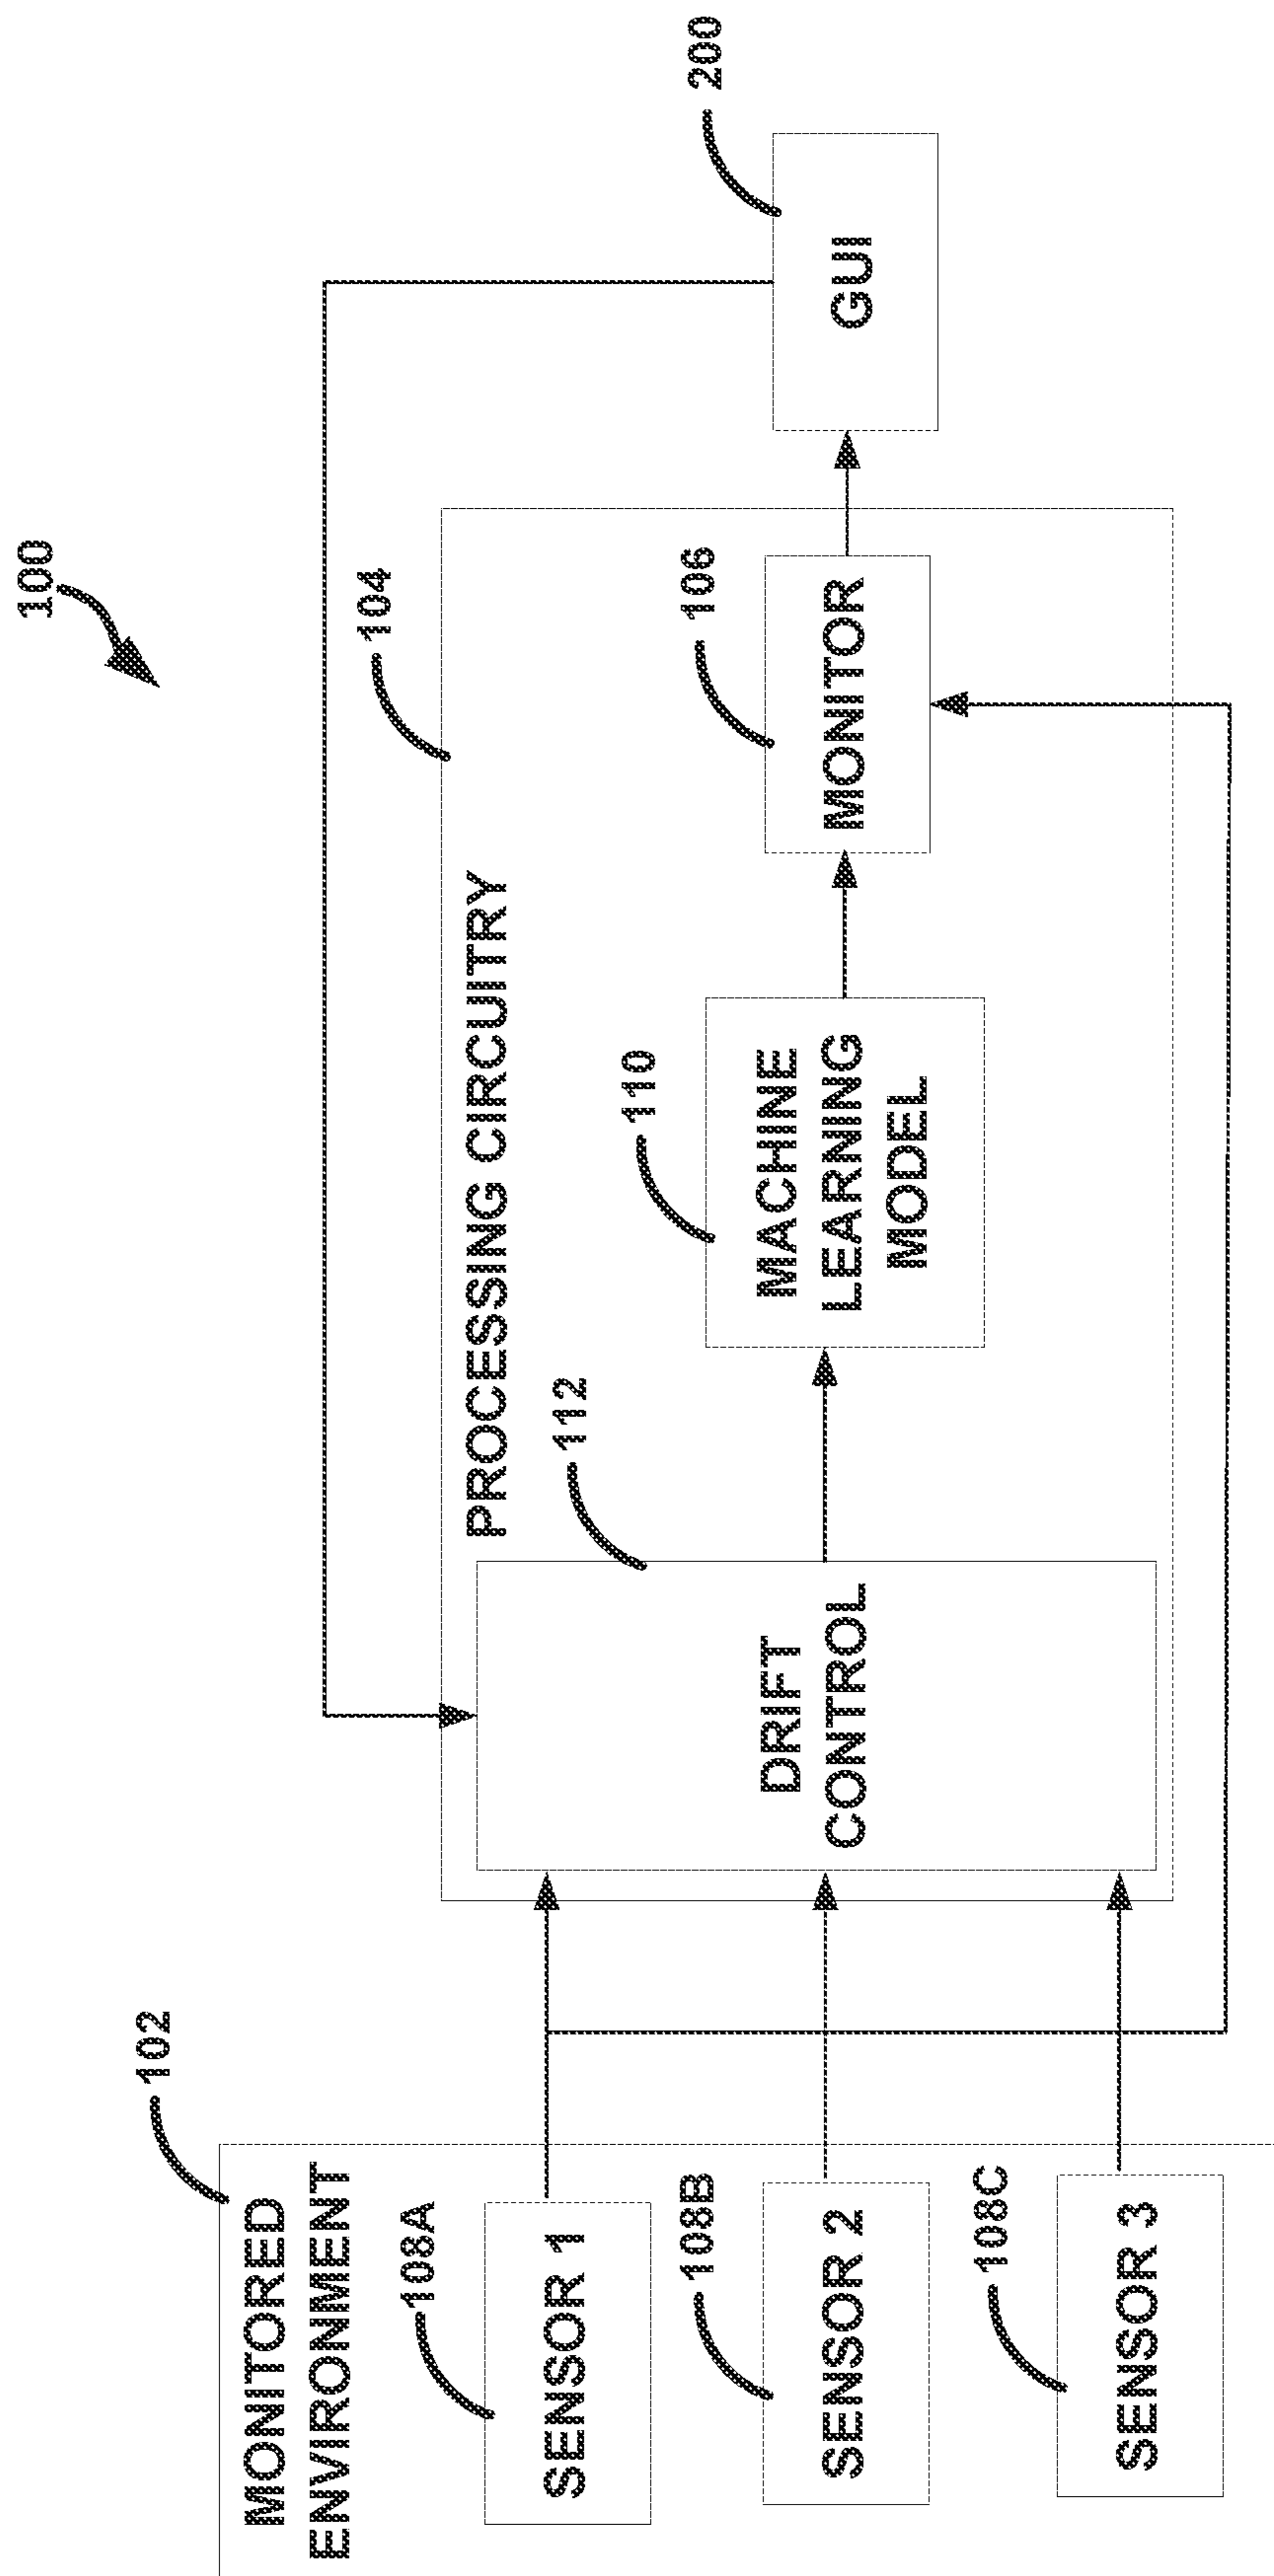 100
102
MONITORED
ENVIRONMENT
108A
SENSOR 1
108B
SENSOR 2
108C
SENSOR 3
104
PROCESSING CIRCUITRY
112
DRIFT
CONTROL
110
MACHINE
LEARNING
MODEL
106
MONITOR
200
GUI